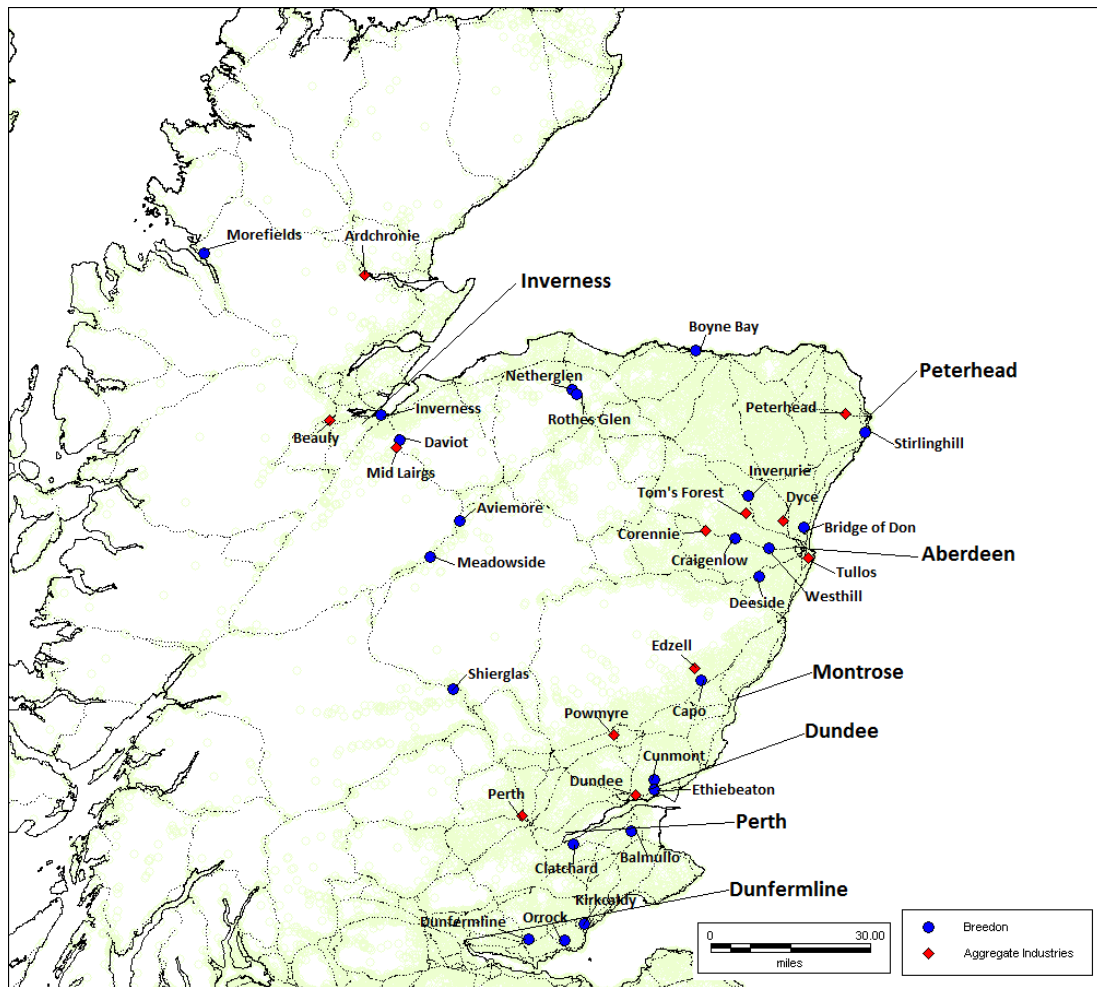 Morefields
Ardchronie
Inverness
Boyne Bay
Peterhead
Netherglen
Inverness
Rothes Glen
Peterhead
Beauly
Daviot
Stirlinghill
Mid Lairgs
Inverurie
Tom's Forest
Dyce
Aviemore
Corennie
Bridge of Don
Craigenlow
Aberdeen
Meadowside
Tullos
Westhill
Deeside
Edzell
Shierglas
Montrose
Capo
Powmyre
Dundee
Cunmont
Dundee
Ethiebeaton
Perth
Perth
Balmullo
Clatchard
Dunfermline
Kirkcaldy
Dunfermline
Orrock
0 30.00
miles
Breedon
Aggregate Industries